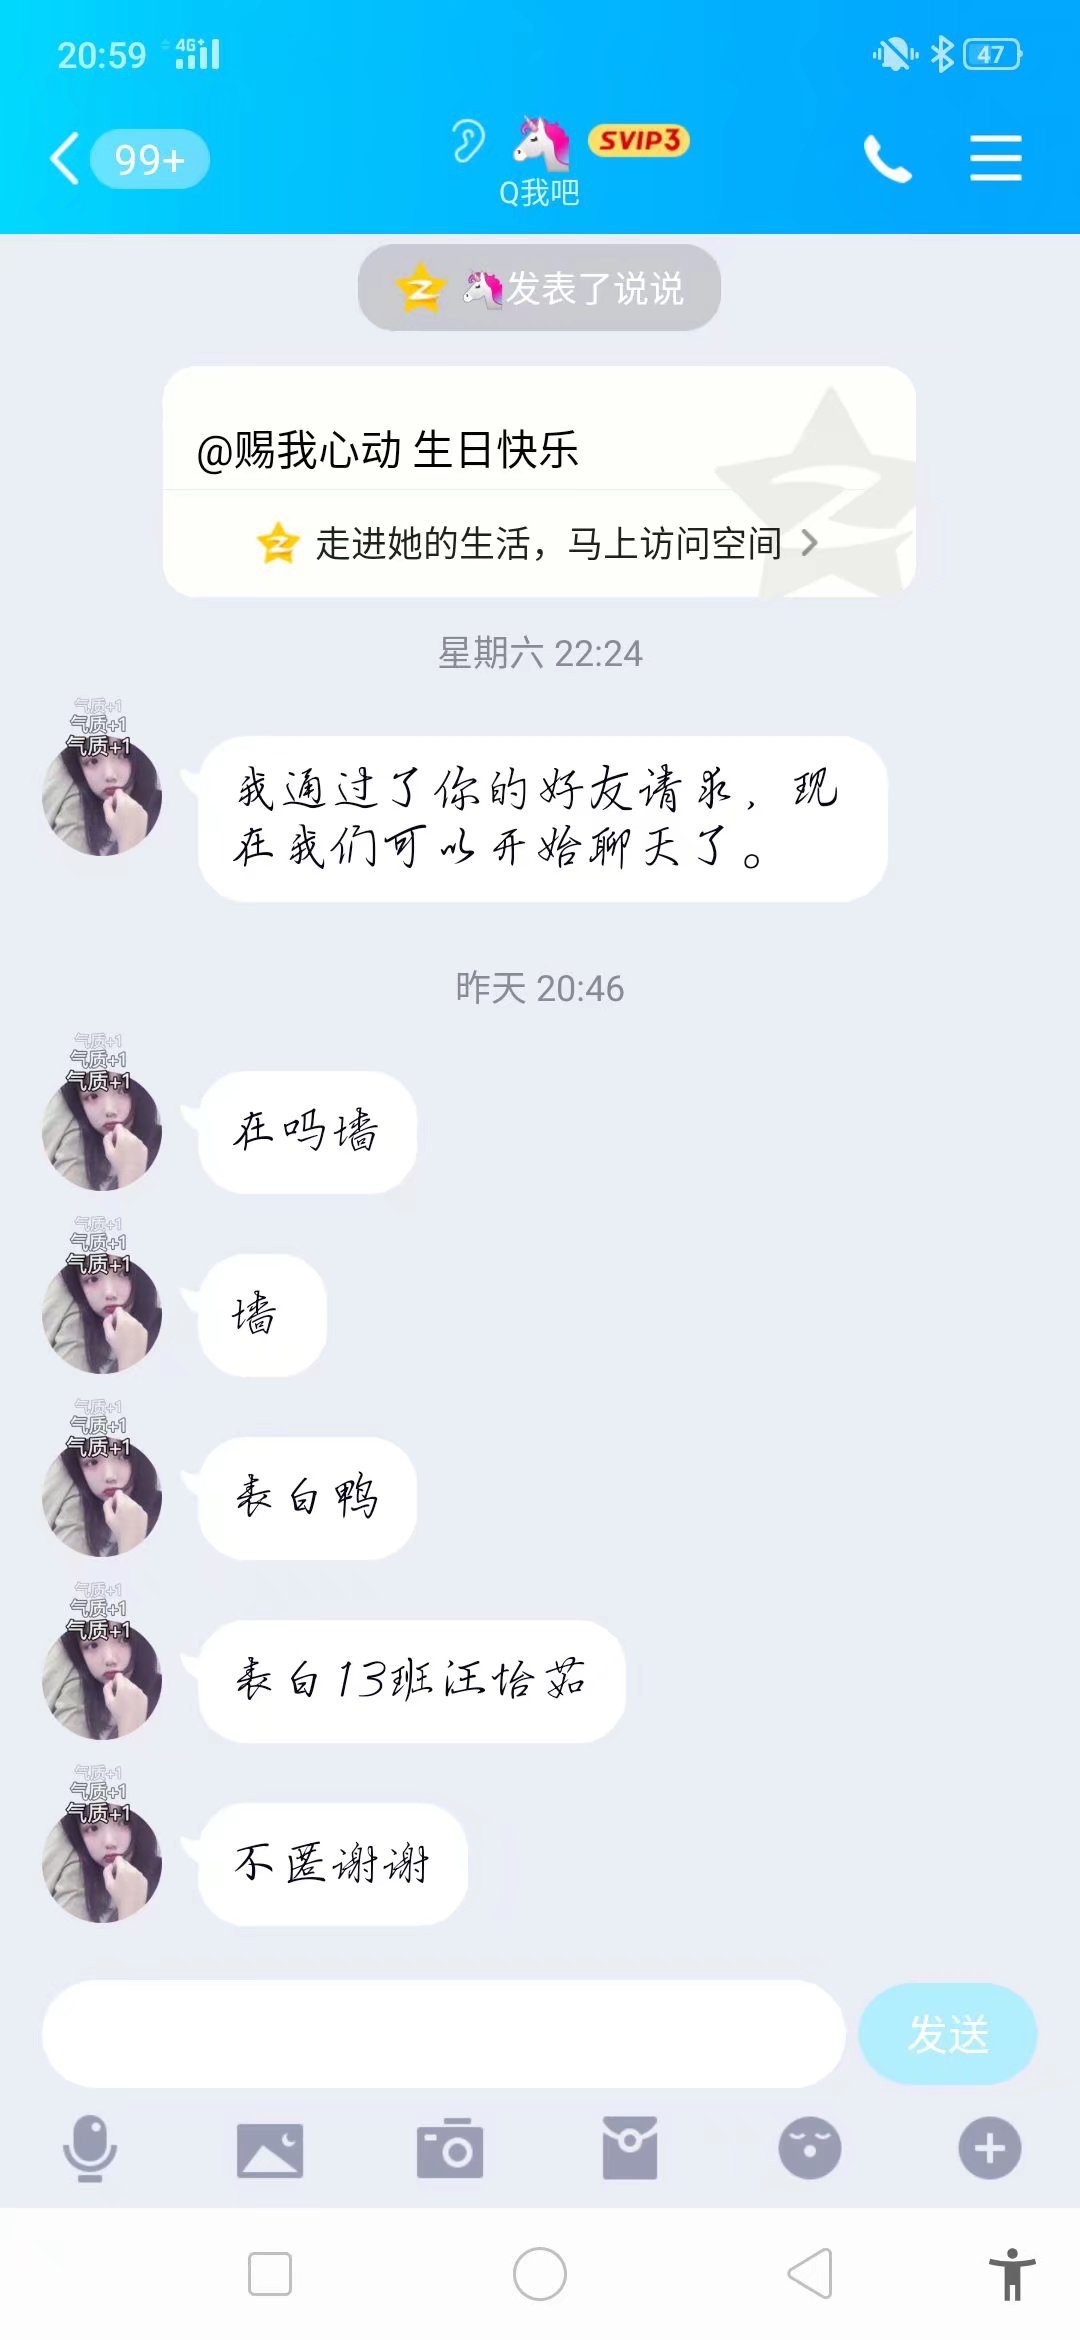 20:59 4G+ 47
99+ SVIP3
Q我吧
发表了说说
@赐我心动 生日快乐
走进她的生活，马上访问空间
星期六 22:24
气质+1
气质+1
气质+1
我通过了你的好友请求，现
在我们可以开始聊天了。
昨天 20:46
气质+1
气质+1
气质+1
在吗墙
气质+1
气质+1
气质+1
墙
气质+1
气质+1
气质+1
表白鸭
气质+1
气质+1
气质+1
表白13班汪怡茹
气质+1
气质+1
气质+1
不匿谢谢
发送